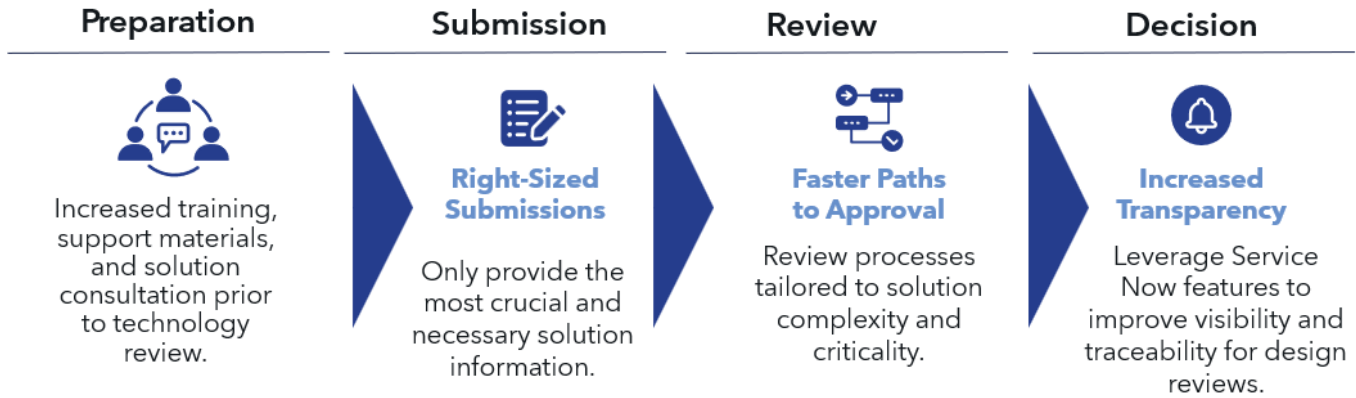 Preparation
Increased training,
support materials,
and solution
consultation prior
to technology
review.
Submission
Right-Sized
Submissions
Only provide the
most crucial and
necessary solution
information.
Review
Faster Paths
to Approval
Review processes
tailored to solution
complexity and
criticality.
Decision
Increased
Transparency
Leverage Service
Now features to
improve visibility and
traceability for design
reviews.